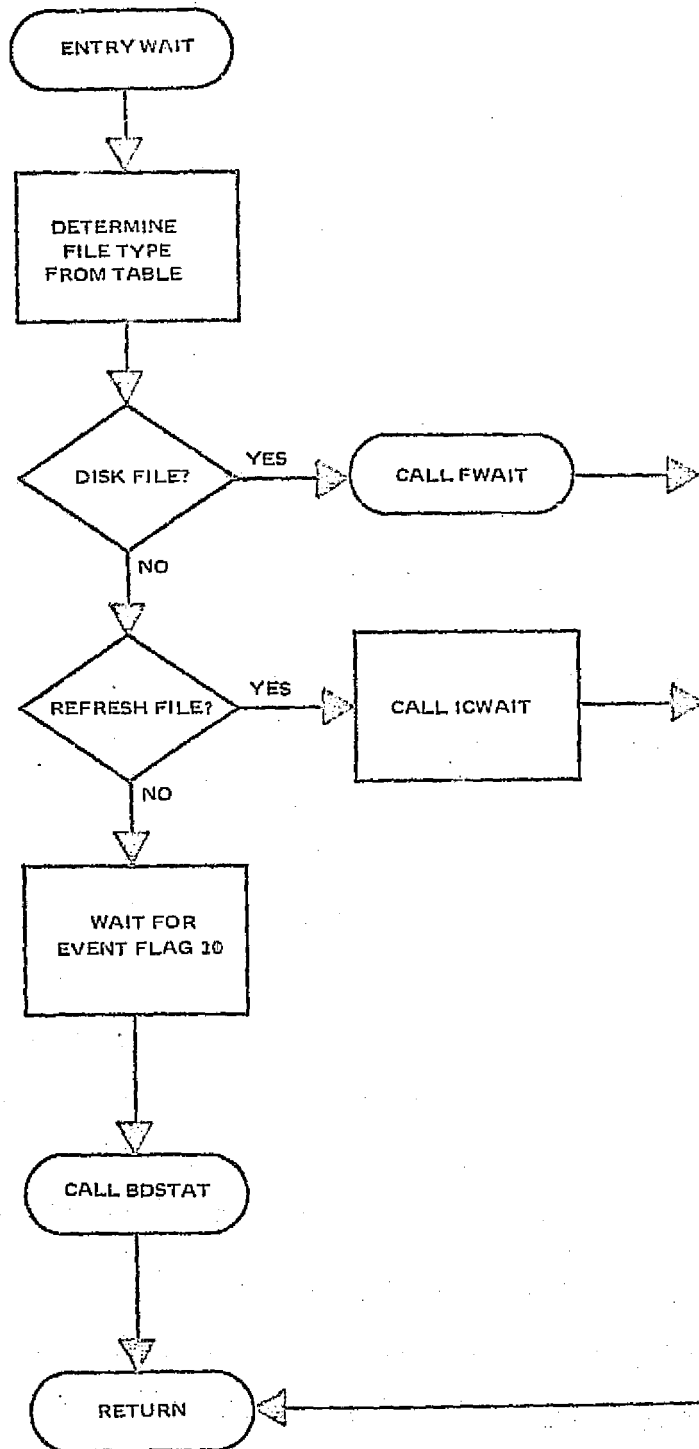 ENTRY WAIT
DETERMINE
FILE TYPE
FROM TABLE
DISK FILE?
YES
CALL FWAIT
NO
REFRESH FILE?
YES
CALL ICWAIT
NO
WAIT FOR
EVENT FLAG 10
CALL BDSTAT
RETURN